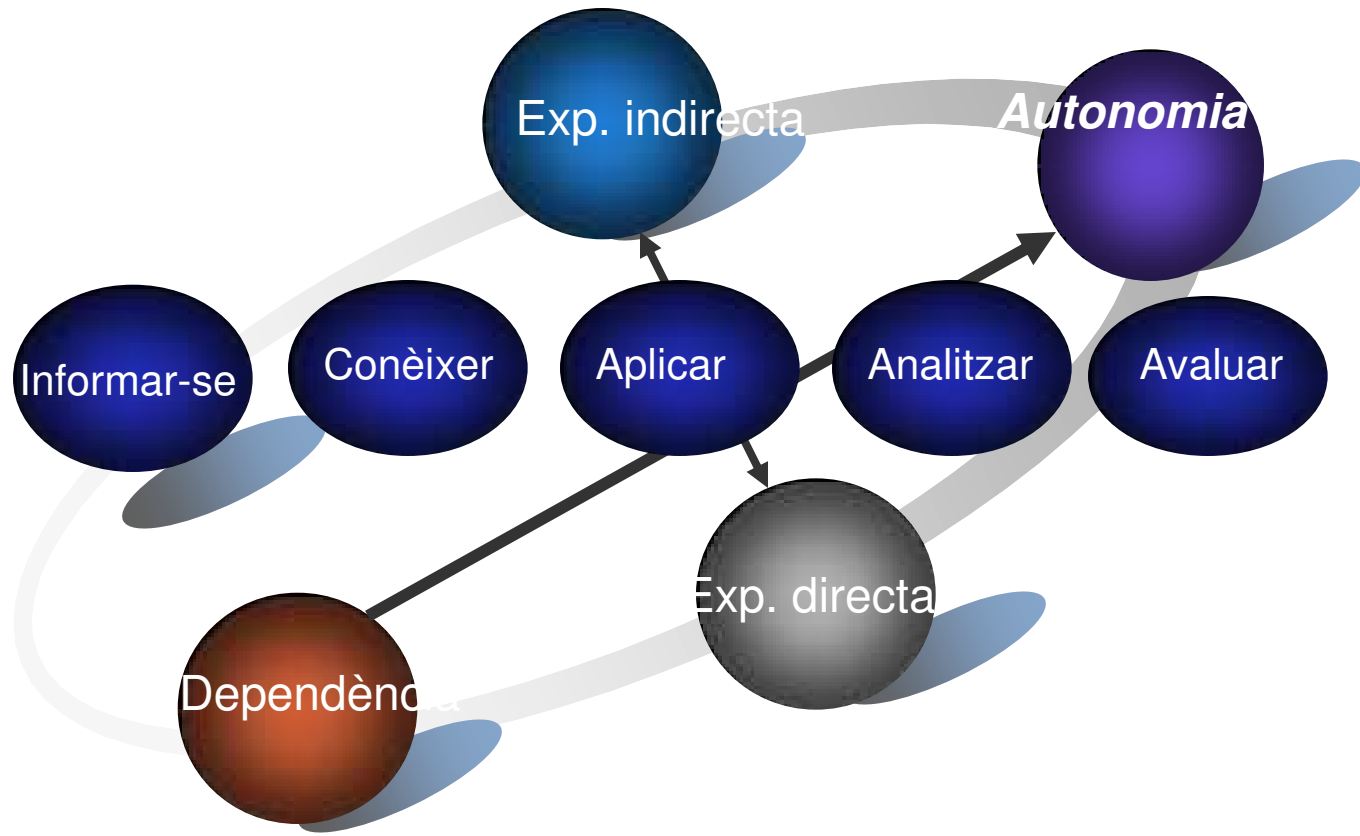 Exp. indirecta
Autonomia
Informar-se
Conèixer
Aplicar
Analitzar
Avaluar
Exp. directa
Dependència